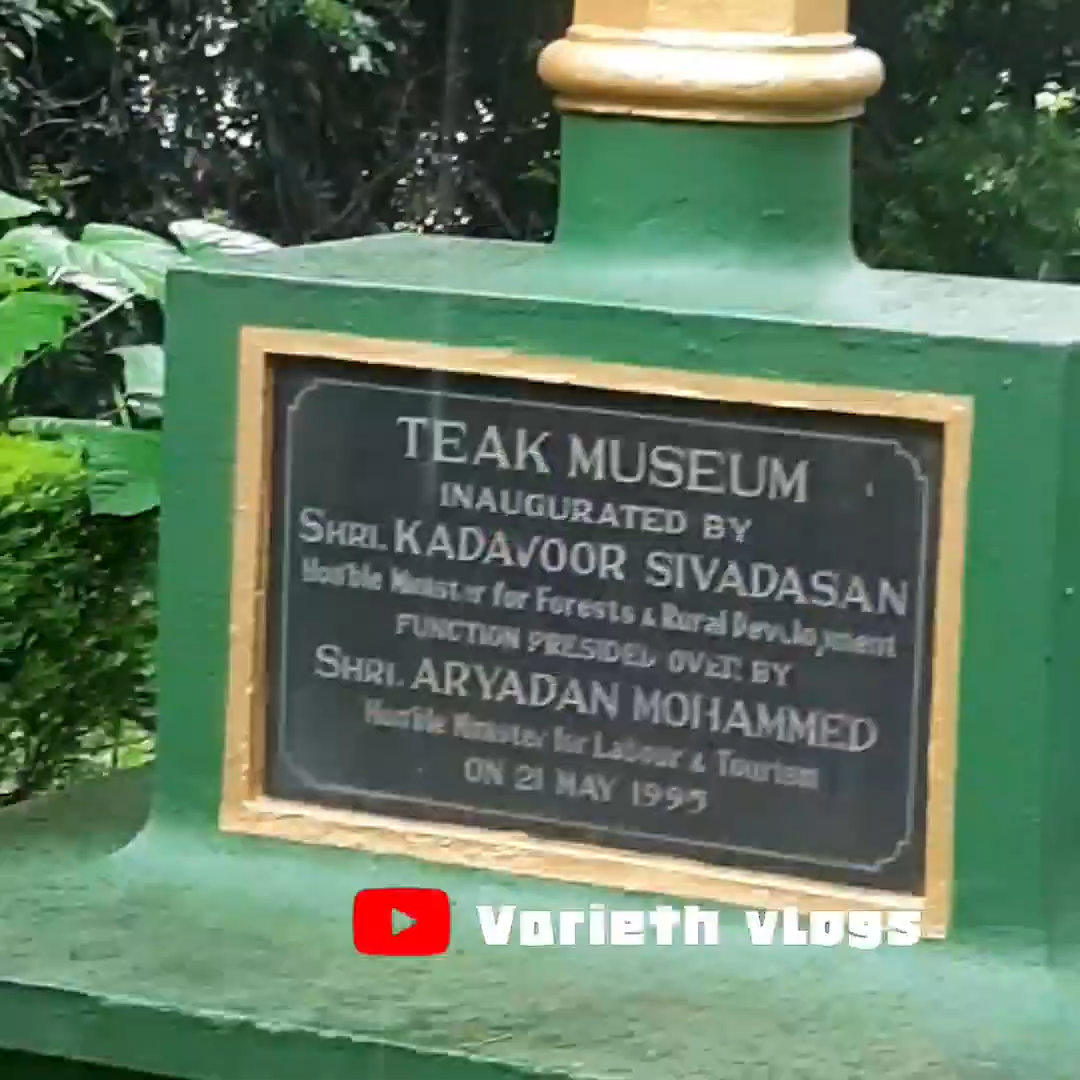 TEAK MUSEUM
INAUGURATED BY
SHRI. KADAVOOR SIVADASAN
Hon'ble Minister for Forests & Rural Development
FUNCTION PRESIDED OVER BY
SHRI. ARYADAN MOHAMMED
Hon'ble Minister for Labour & Tourism
ON 21 MAY 1995
Varieth vLogs